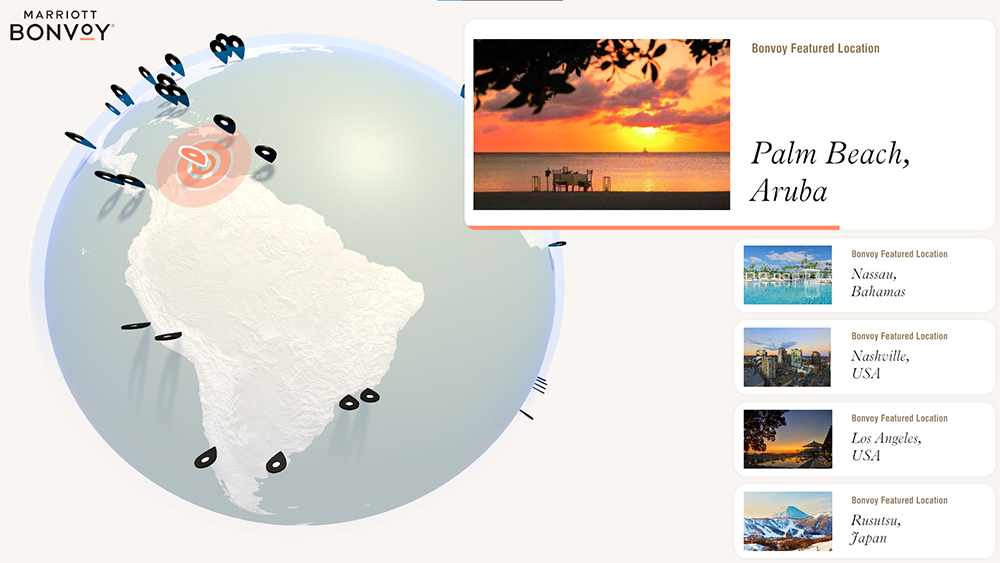 MARRIOTT
BONVOY®
Bonvoy Featured Location
Palm Beach,
Aruba
Bonvoy Featured Location
Nassau,
Bahamas
Bonvoy Featured Location
Nashville,
USA
Bonvoy Featured Location
Los Angeles,
USA
Bonvoy Featured Location
Rusutsu,
Japan